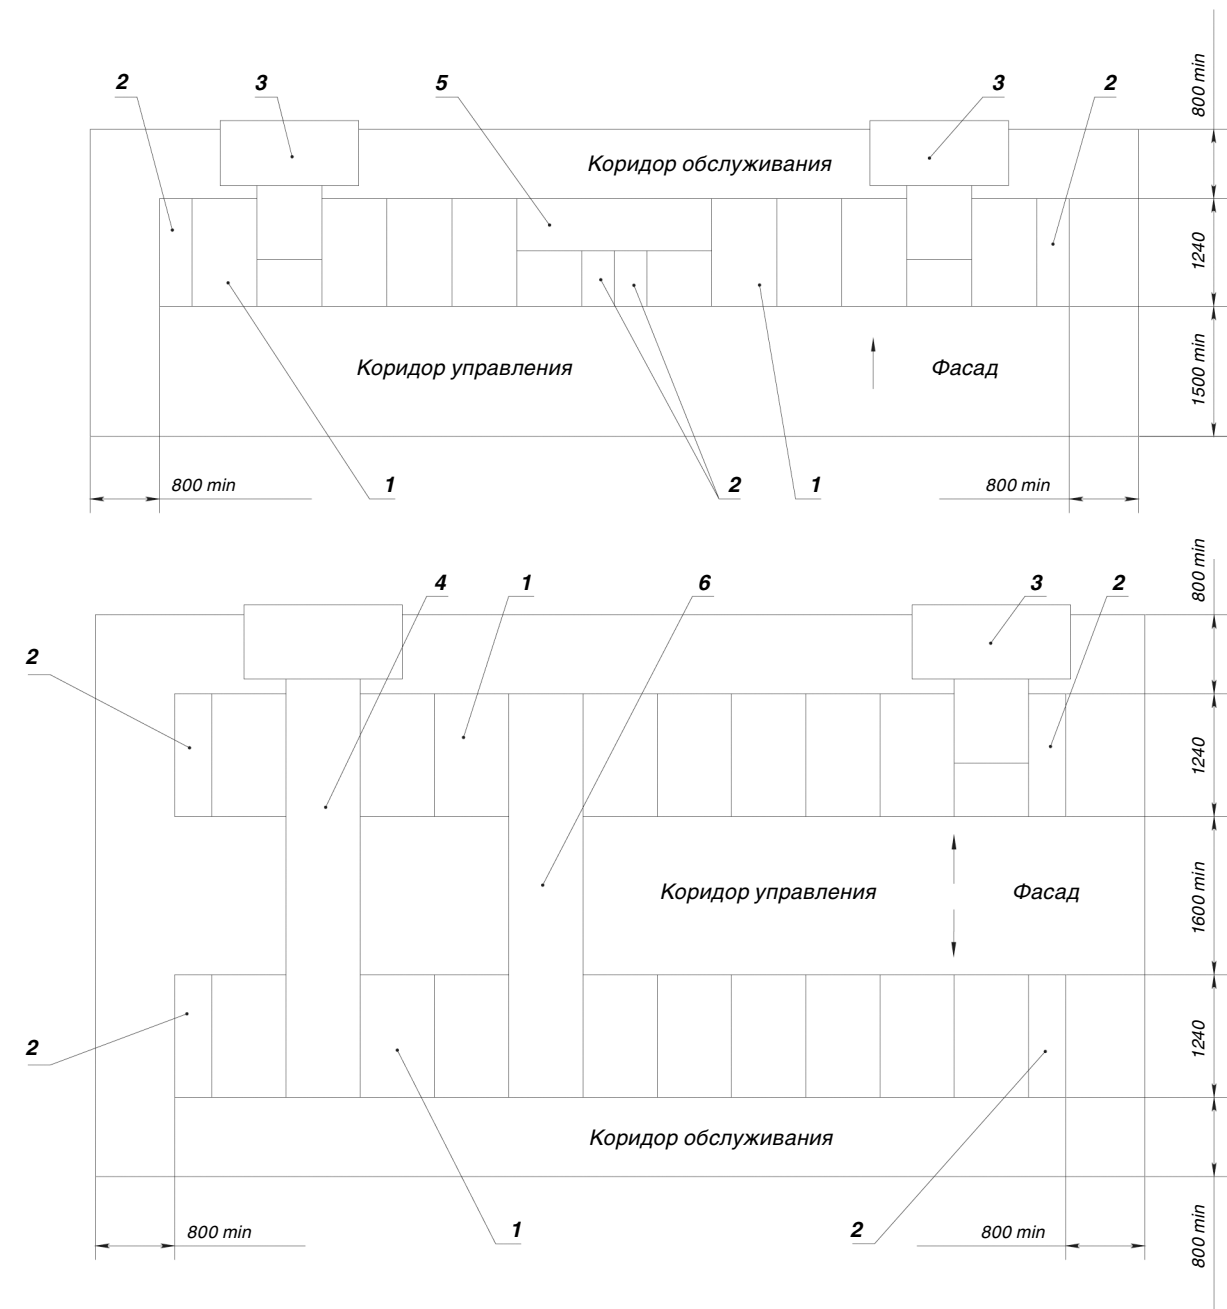 2 3 5 3 2
800 min
Коридор обслуживания
1240
Коридор управления
Фасад
1500 min
800 min
1
2
1
800 min
800 min
4 1 6 3 2
2
1240
Коридор управления
Фасад
1600 min
2
1240
Коридор обслуживания
800 min
1
2
800 min
800 min